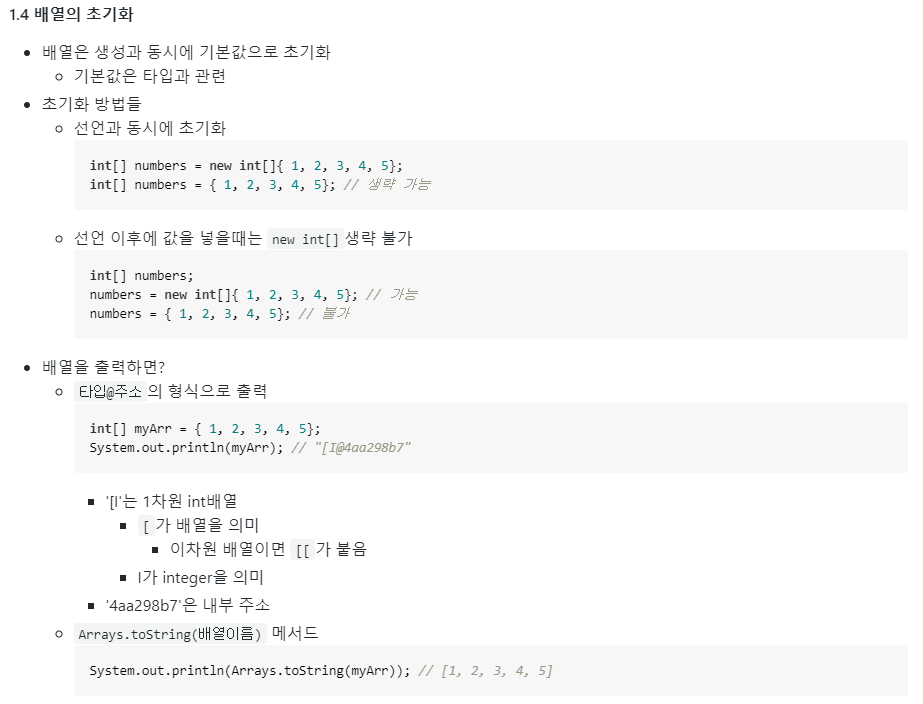 1.4 배열의 초기화
배열은 생성과 동시에 기본값으로 초기화
기본값은 타입과 관련
초기화 방법들
선언과 동시에 초기화
int[] numbers = new int[]{ 1, 2, 3, 4, 5};
int[] numbers = { 1, 2, 3, 4, 5}; // 생략 가능
선언 이후에 값을 넣을때는 new int[] 생략 불가
int[] numbers;
numbers = new int[]{ 1, 2, 3, 4, 5}; // 가능
numbers = { 1, 2, 3, 4, 5}; // 불가
배열을 출력하면?
타입@주소 의 형식으로 출력
int[] myArr = { 1, 2, 3, 4, 5};
System.out.println(myArr); // "[I@4aa298b7"
'[I'는 1차원 int배열
[ 가 배열을 의미
이차원 배열이면 [[ 가 붙음
I가 integer을 의미
'4aa298b7'은 내부 주소
Arrays.toString(배열이름) 메서드
System.out.println(Arrays.toString(myArr)); // [1, 2, 3, 4, 5]